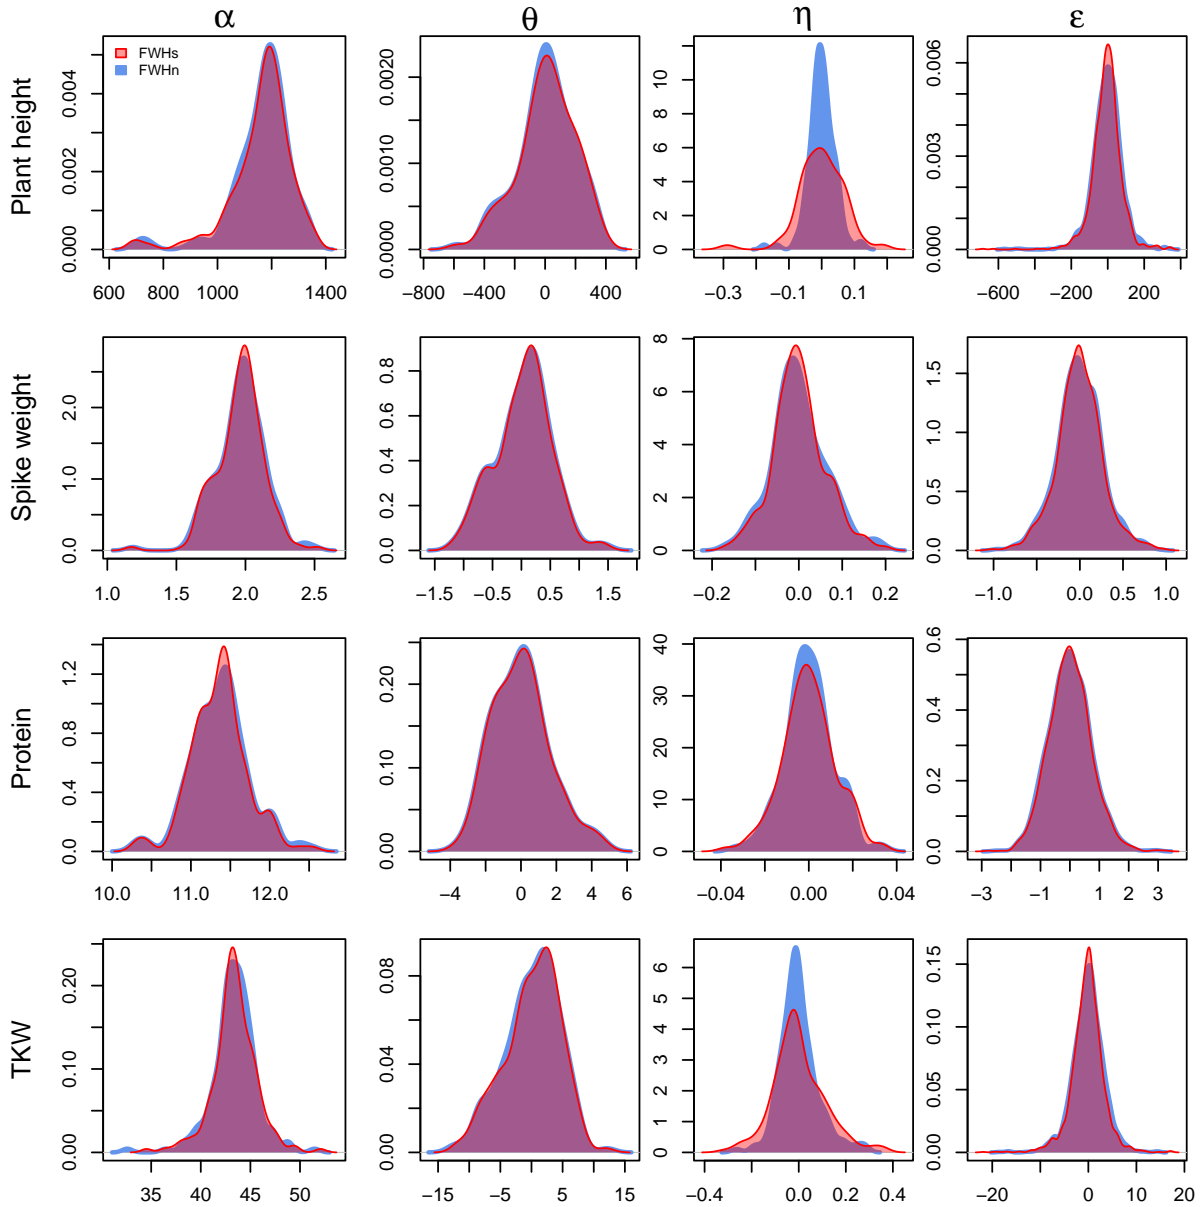 α θ η ε
FWHs
FWHn
Plant height
0.000 0.002 0.004
0.0000 0.0010 0.0020
0 2 4 6 8 10
0.000 0.003 0.006
600 800 1000 1400
−800 −400 0 400
−0.3 −0.1 0.1
−600 −200 200
Spike weight
0.0 1.0 2.0
0.0 0.2 0.4 0.6 0.8
0 2 4 6 8
0.0 0.5 1.0 1.5
1.0 1.5 2.0 2.5
−1.5 −0.5 0.5 1.5
−0.2 0.0 0.1 0.2
−1.0 0.0 0.5 1.0
Protein
0.0 0.4 0.8 1.2
0.00 0.10 0.20
0 10 20 30 40
0.0 0.2 0.4 0.6
10.0 11.0 12.0
−4 0 2 4 6
−0.04 0.00 0.04
−3 −1 1 2 3
TKW
0.00 0.10 0.20
0.00 0.04 0.08
0 1 2 3 4 5 6
0.00 0.05 0.10 0.15
35 40 45 50
−15 −5 5 15
−0.4 0.0 0.2 0.4
−20 0 10 20